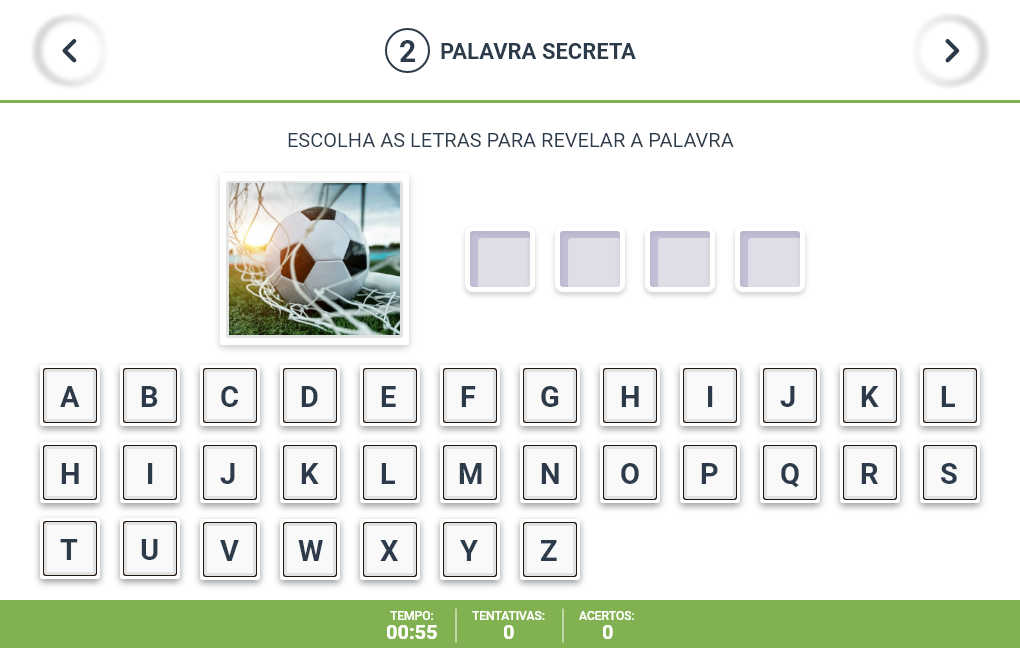 2 PALAVRA SECRETA
ESCOLHA AS LETRAS PARA REVELAR A PALAVRA
A B C D E F G H I J K L
H I J K L M N O P Q R S
T U V W X Y Z
TEMPO: TENTATIVAS: ACERTOS:
00:55 0 0